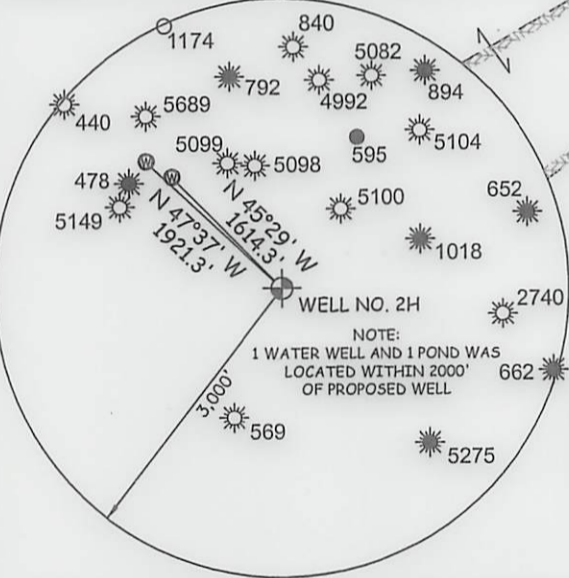 840
1174
5082
792
4992
894
440
5689
5104
5099
595
5098
478
5100
652
5149
N 45°29' W
1614.3'
N 47°37' W
1921.3'
1018
W
W
WELL NO. 2H
2740
NOTE:
1 WATER WELL AND 1 POND WAS
LOCATED WITHIN 2000'
OF PROPOSED WELL
662
3,000'
569
5275